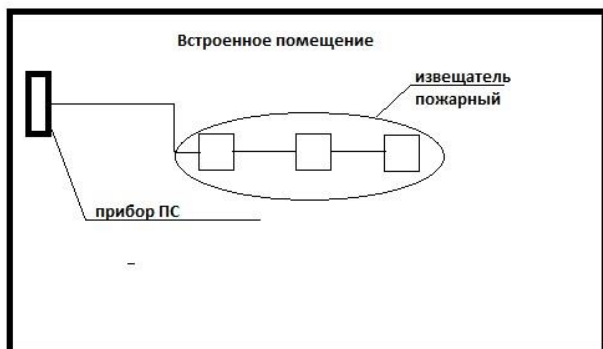 Встроенное помещение
извещатель
пожарный
прибор ПС